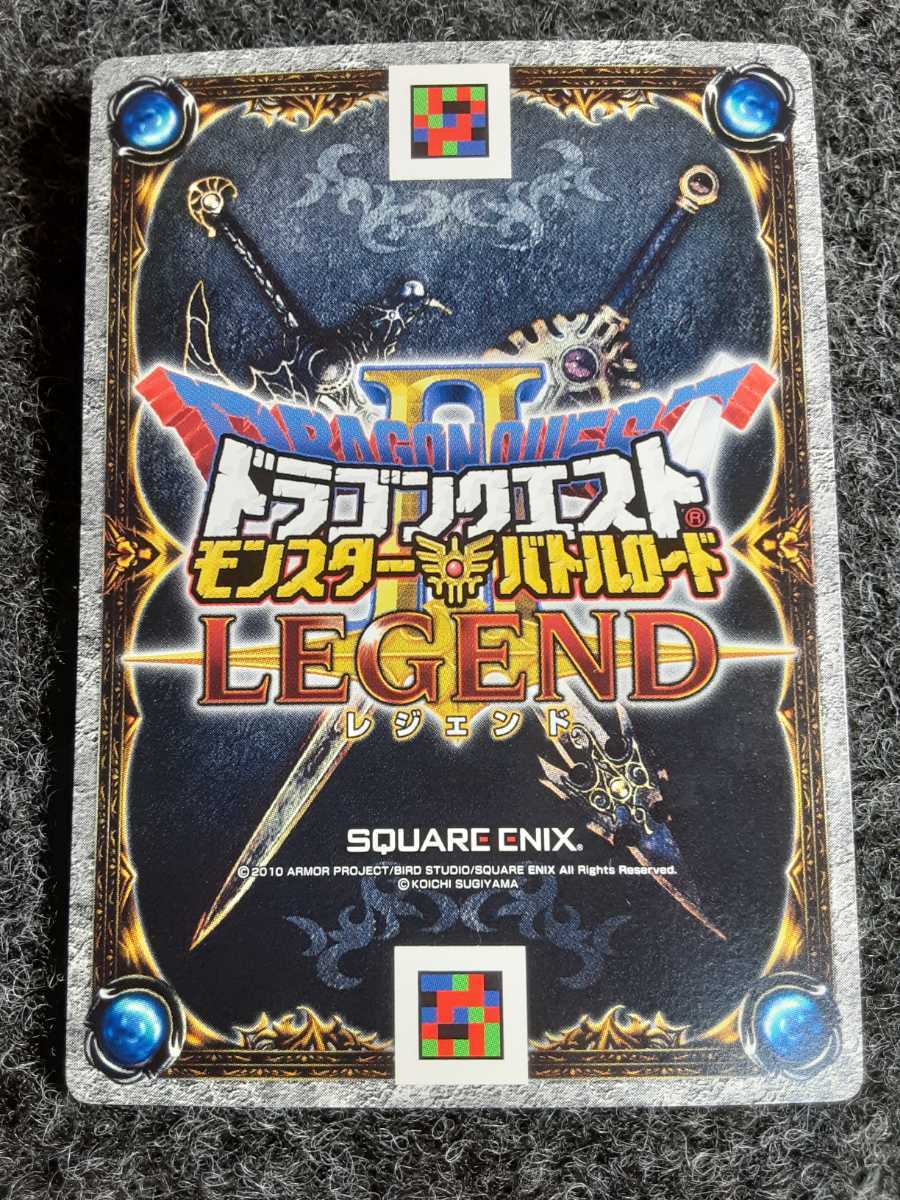 DRAGON QUEST
II
ドラゴンクエスト®
モンスターバトルロード
LEGEND
レジェンド
SQUARE ENIX®
©2010 ARMOR PROJECT/BIRD STUDIO/SQUARE ENIX All Rights Reserved.
©KOICHI SUGIYAMA